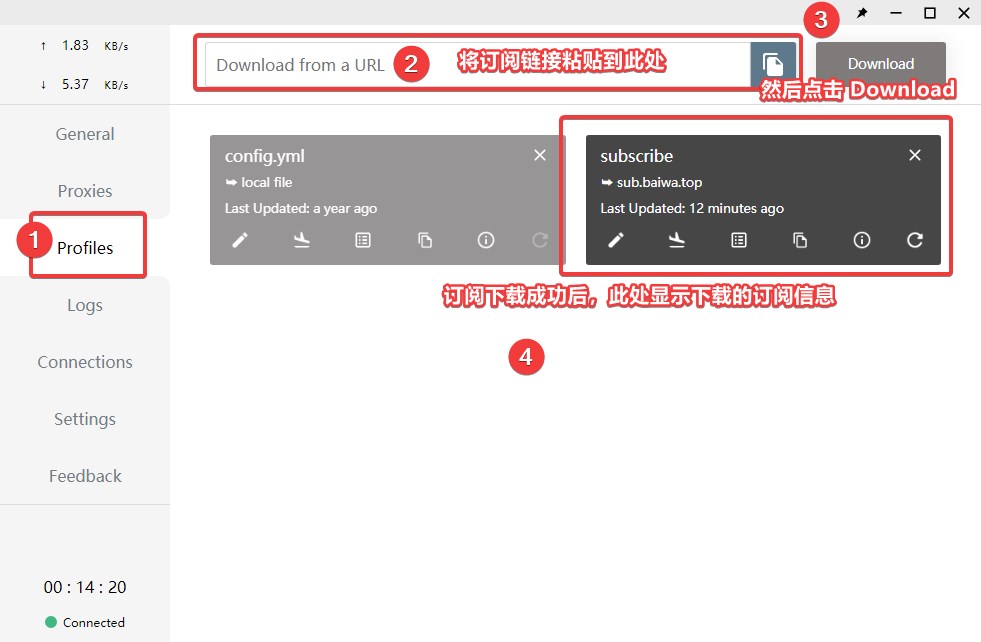 3
↑ 1.83 KB/s
↓ 5.37 KB/s
Download from a URL
2
将订阅链接粘贴到此处
Download
然后点击 Download
General
Proxies
1
Profiles
Logs
Connections
Settings
Feedback
config.yml
local file
Last Updated: a year ago
subscribe
sub.baiwa.top
Last Updated: 12 minutes ago
订阅下载成功后，此处显示下载的订阅信息
4
00 : 14 : 20
Connected